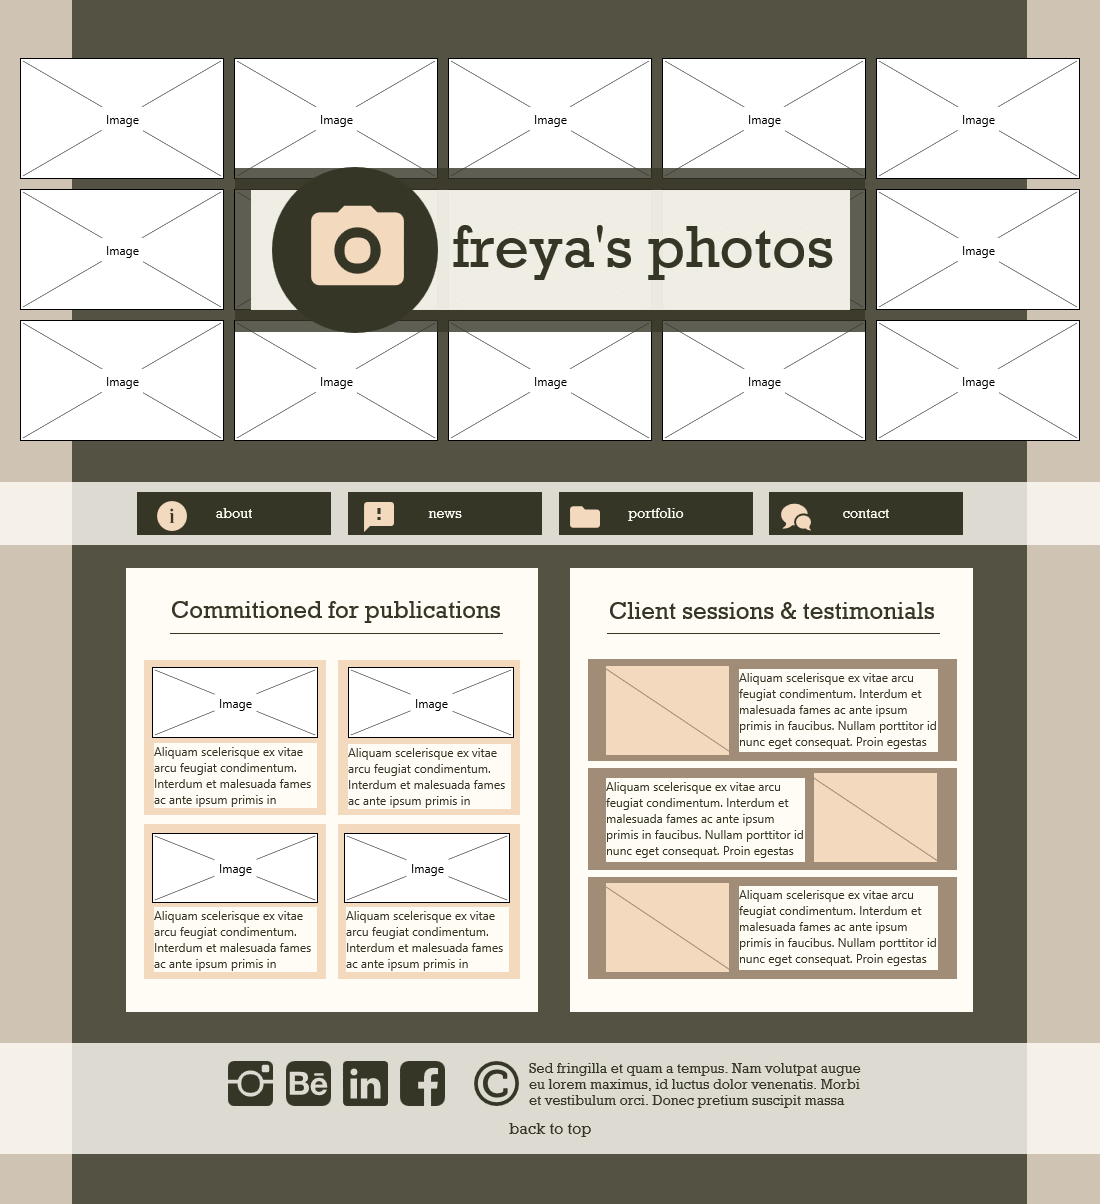 Image Image Image Image Image
Image freya's photos Image
Image Image Image Image Image
about news portfolio contact
Commitioned for publications
Image Image
Aliquam scelerisque ex vitae
arcu feugiat condimentum.
Interdum et malesuada fames
ac ante ipsum primis in
Aliquam scelerisque ex vitae
arcu feugiat condimentum.
Interdum et malesuada fames
ac ante ipsum primis in
Image Image
Aliquam scelerisque ex vitae
arcu feugiat condimentum.
Interdum et malesuada fames
ac ante ipsum primis in
Aliquam scelerisque ex vitae
arcu feugiat condimentum.
Interdum et malesuada fames
ac ante ipsum primis in
Client sessions & testimonials
Aliquam scelerisque ex vitae arcu
feugiat condimentum. Interdum et
malesuada fames ac ante ipsum
primis in faucibus. Nullam porttitor id
nunc eget consequat. Proin egestas
Aliquam scelerisque ex vitae arcu
feugiat condimentum. Interdum et
malesuada fames ac ante ipsum
primis in faucibus. Nullam porttitor id
nunc eget consequat. Proin egestas
Aliquam scelerisque ex vitae arcu
feugiat condimentum. Interdum et
malesuada fames ac ante ipsum
primis in faucibus. Nullam porttitor id
nunc eget consequat. Proin egestas
Bē in f ©
Sed fringilla et quam a tempus. Nam volutpat augue
eu lorem maximus, id luctus dolor venenatis. Morbi
et vestibulum orci. Donec pretium suscipit massa
back to top